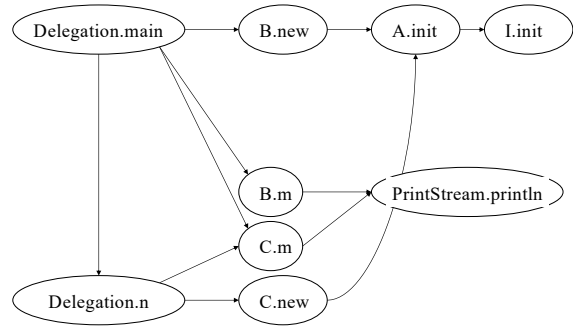 Delegation.main
B.new
A.init
I.init
B.m
PrintStream.println
C.m
Delegation.n
C.new